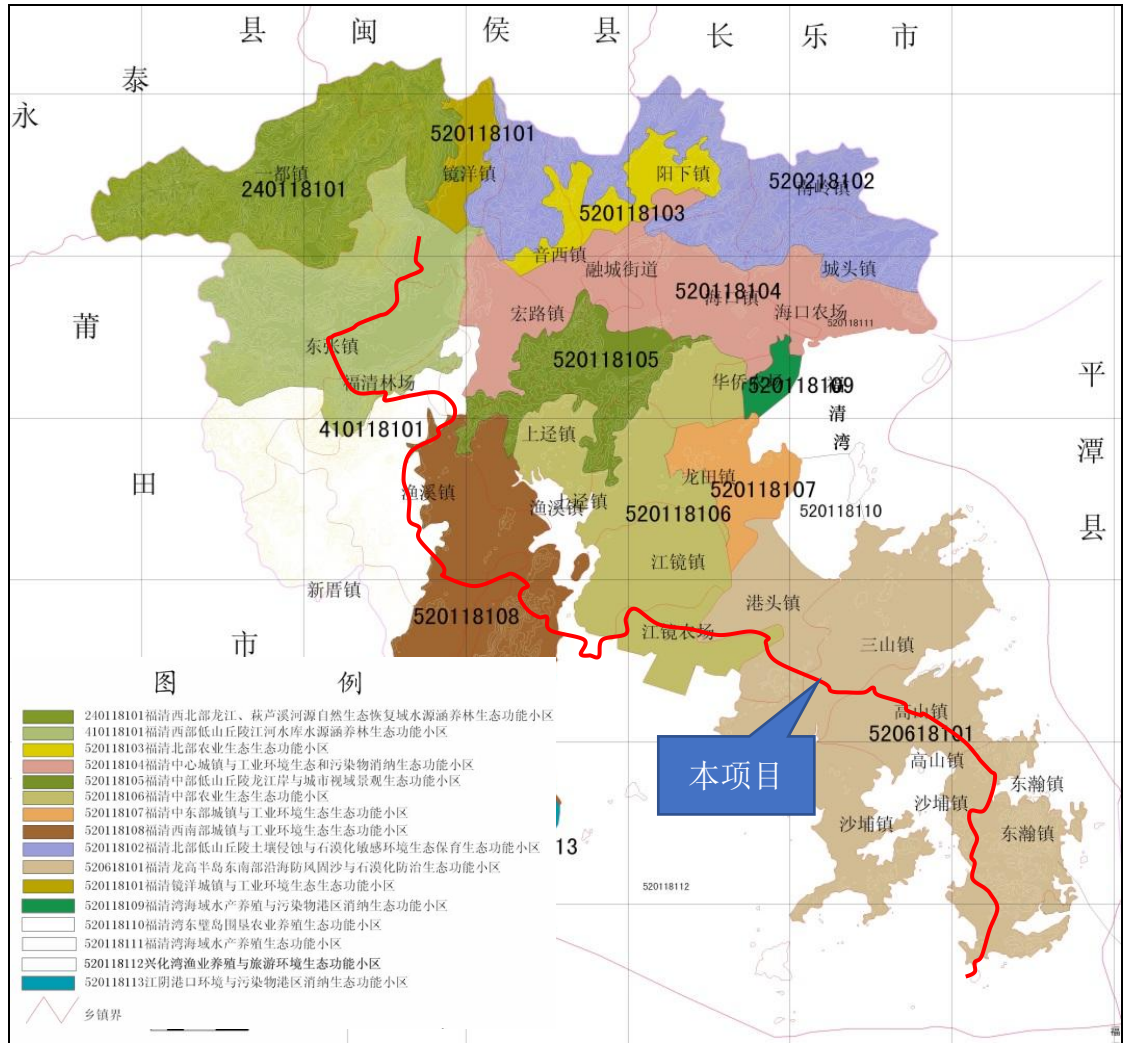 县 闽 侯 县 长 乐 市
泰
永
520118101
一都镇
240118101
镜洋镇
阳下镇
520218102
南岭镇
520118103
音西镇
融城街道
城头镇
520118104
海口镇
宏路镇
海口农场
520118111
莆
东张镇
520118105
福清林场
华侨农场
520118109
福
清
湾
平
潭
县
410118101
上迳镇
田
渔溪镇
渔溪镇
上迳镇
龙田镇
520118107
520118106
520118110
江镜镇
新厝镇
520118108
港头镇
市
江镜农场
三山镇
高山镇
520618101
高山镇
东瀚镇
本项目
沙埔镇
沙埔镇
东瀚镇
13
520118112
图 例
240118101福清西北部龙江、萩芦溪河源自然生态恢复域水源涵养林生态功能小区
410118101福清西部低山丘陵江河水库水源涵养林生态功能小区
520118103福清北部农业生态生态功能小区
520118104福清中心城镇与工业环境生态和污染物消纳生态功能小区
520118105福清中部低山丘陵龙江岸与城市视域景观生态功能小区
520118106福清中部农业生态生态功能小区
520118107福清中东部城镇与工业环境生态生态功能小区
520118108福清西南部城镇与工业环境生态生态功能小区
520118102福清北部低山丘陵土壤侵蚀与石漠化敏感环境生态保育生态功能小区
520618101福清龙高半岛东南部沿海防风固沙与石漠化防治生态功能小区
520118101福清镜洋城镇与工业环境生态生态功能小区
520118109福清湾海域水产养殖与污染物港区消纳生态功能小区
520118110福清湾东壁岛围垦农业养殖生态功能小区
520118111福清湾海域水产养殖生态功能小区
520118112兴化湾渔业养殖与旅游环境生态功能小区
520118113江阴港口环境与污染物港区消纳生态功能小区
乡镇界
福